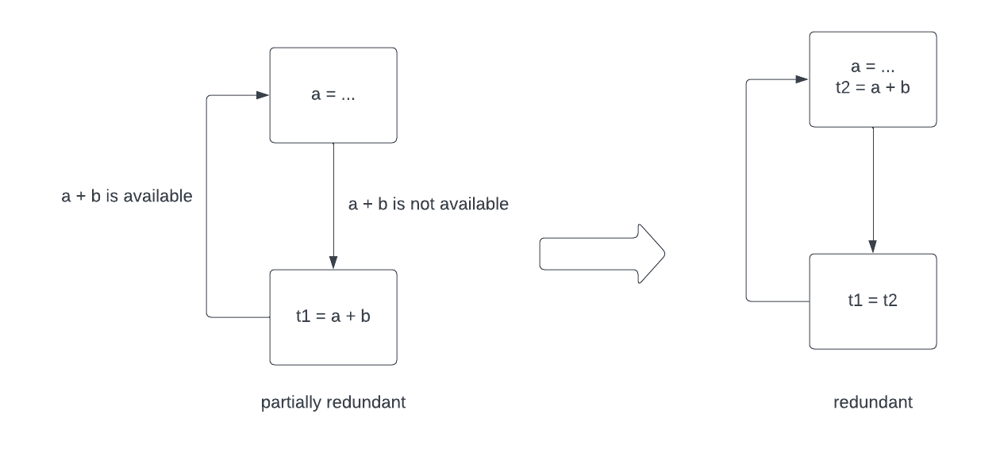 a = ...
a + b is available
a + b is not available
t1 = a + b
partially redundant
a = ...
t2 = a + b
t1 = t2
redundant